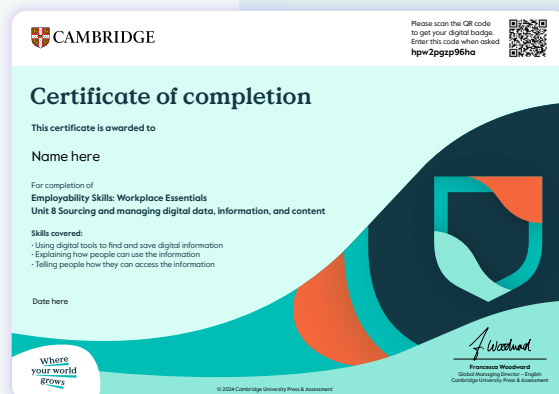 CAMBRIDGE
Please scan the QR code
to get your digital badge.
Enter this code when asked
hpw2pgzp96ha
Certificate of completion
This certificate is awarded to
Name here
For completion of
Employability Skills: Workplace Essentials
Unit 8 Sourcing and managing digital data, information, and content
Skills covered:
· Using digital tools to find and save digital information
· Explaining how people can use the information
· Telling people how they can access the information
Date here
Where
your world
grows
F. Woodward
Francesca Woodward
Global Managing Director – English
Cambridge University Press & Assessment
© 2024 Cambridge University Press & Assessment